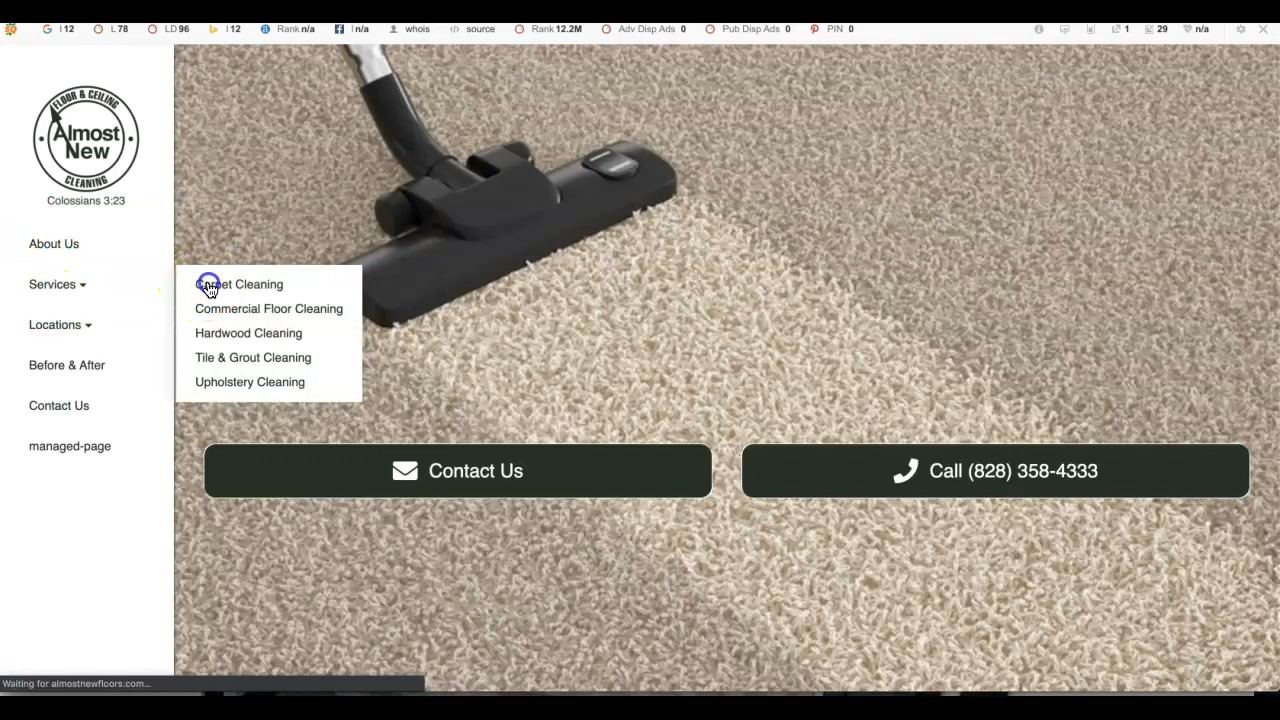 I 12 L 78 LD 96 I 12 Rank n/a I n/a whois source Rank 12.2M Adv Disp Ads 0 Pub Disp Ads 0 PIN 0 1 29 n/a
FLOOR & CEILING
Almost
New
CLEANING
Colossians 3:23
About Us
Services
Carpet Cleaning
Commercial Floor Cleaning
Hardwood Cleaning
Tile & Grout Cleaning
Upholstery Cleaning
Locations
Before & After
Contact Us
managed-page
Contact Us
Call (828) 358-4333
Waiting for almostnewfloors.com...